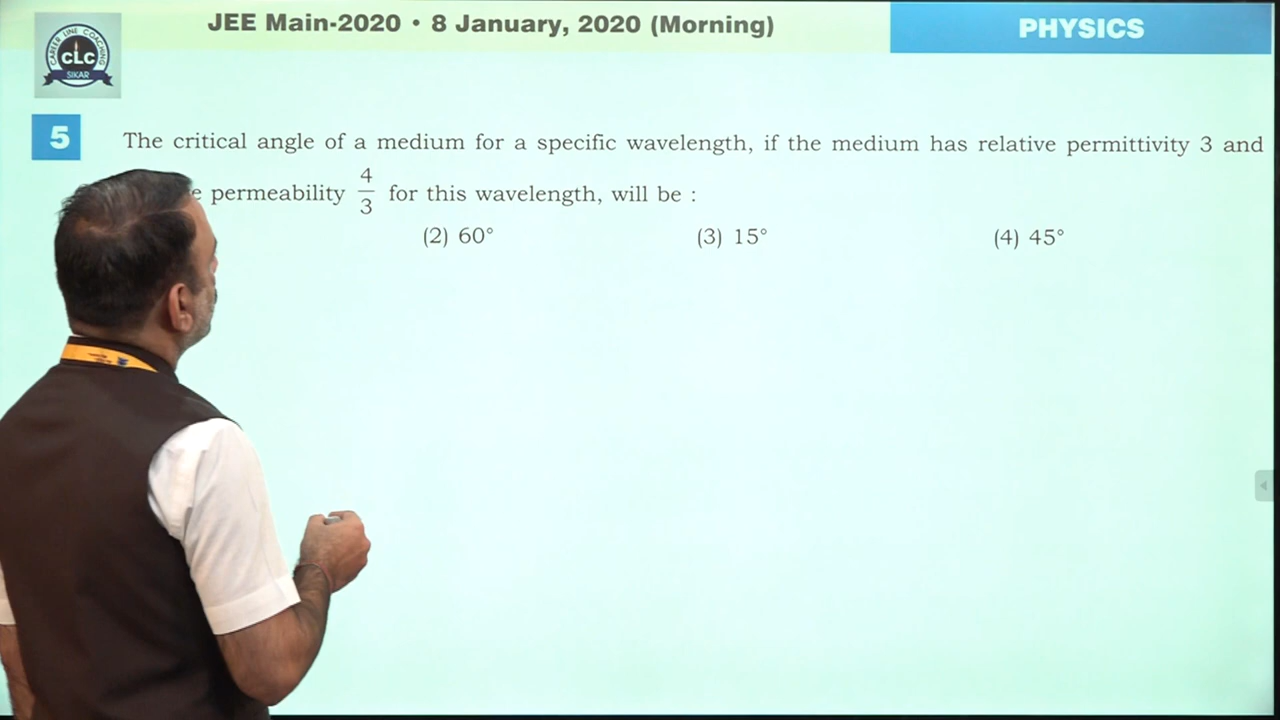 JEE Main-2020 • 8 January, 2020 (Morning)
PHYSICS
CAREER LINE COACHING
CLC
SIKAR
5
The critical angle of a medium for a specific wavelength, if the medium has relative permittivity 3 and
e permeability 4/3 for this wavelength, will be :
(2) 60° (3) 15° (4) 45°